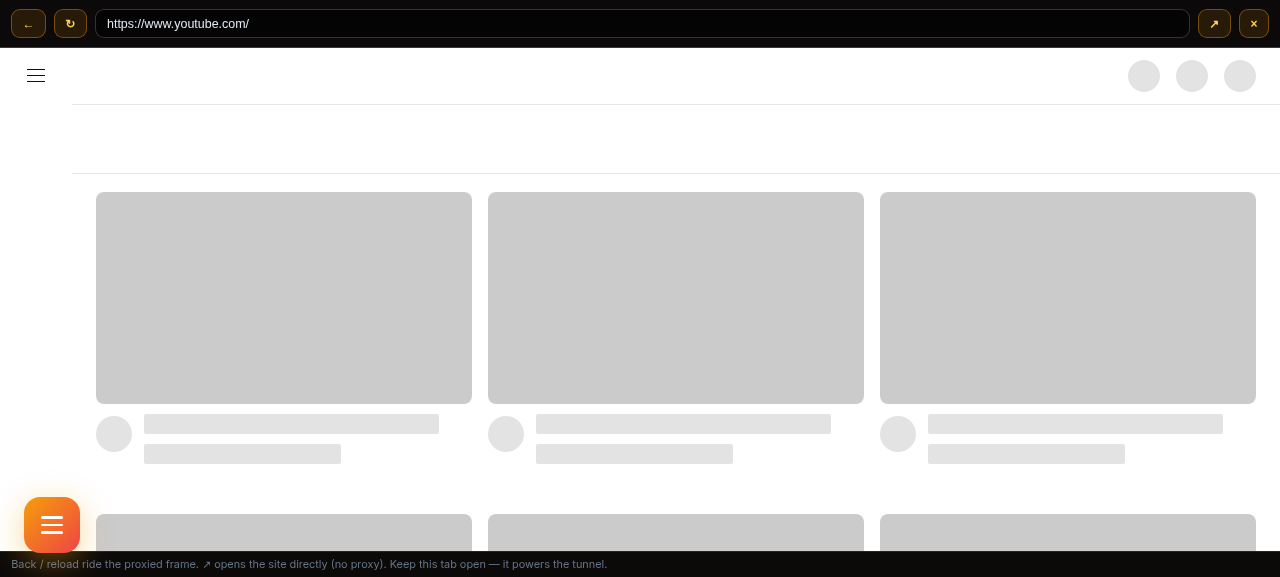 ← ↻ https://www.youtube.com/ ↗ ×
Back / reload ride the proxied frame. ↗ opens the site directly (no proxy). Keep this tab open — it powers the tunnel.